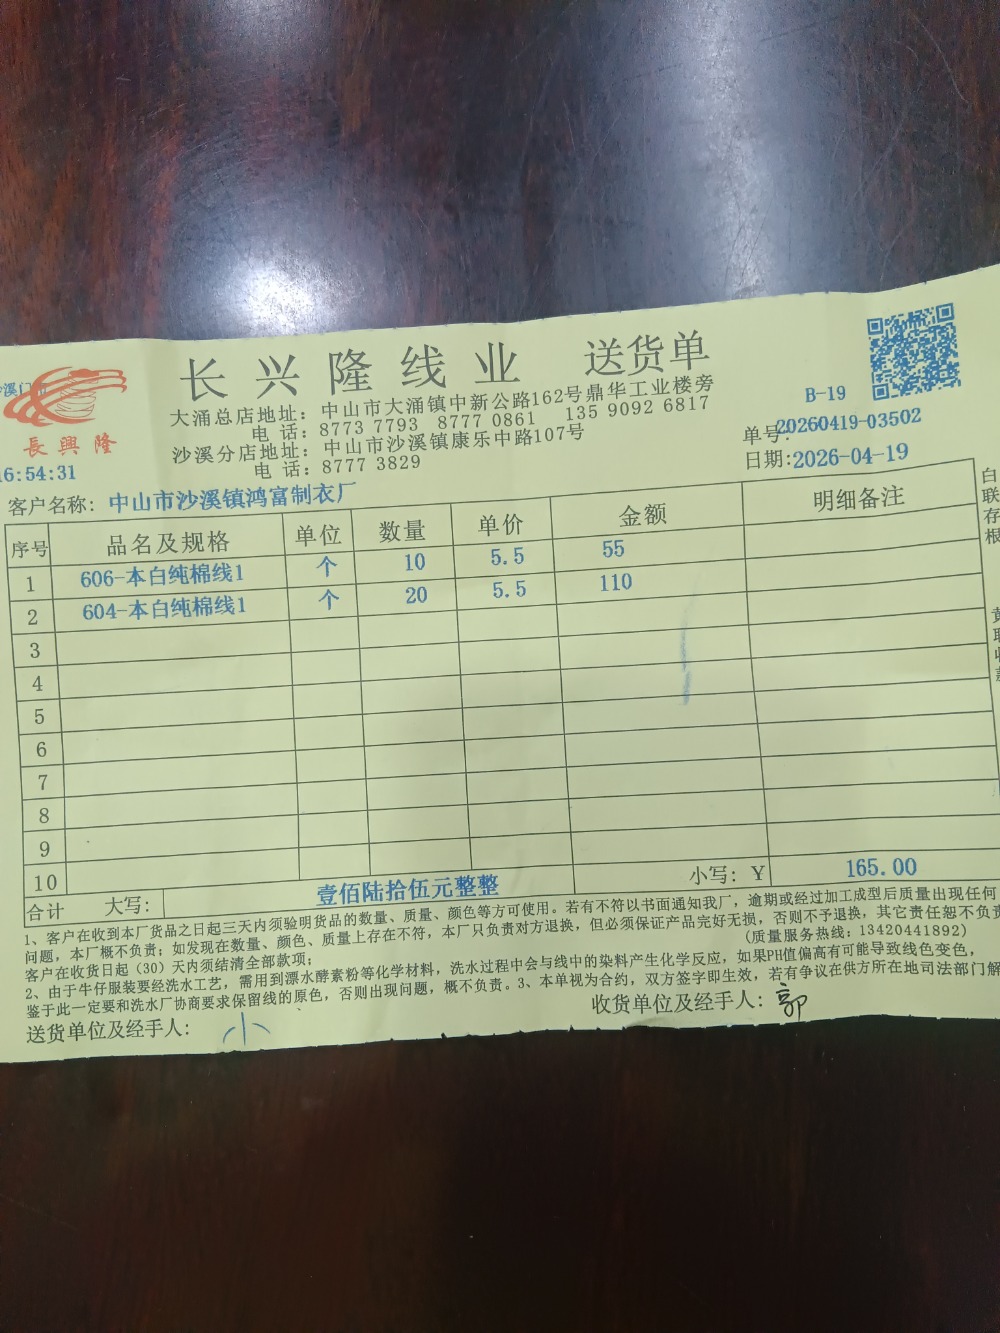 长兴隆线业 送货单
大涌总店地址：中山市大涌镇中新公路162号鼎华工业楼旁
电 话：8773 7793 8777 0861 135 9092 6817
沙溪分店地址：中山市沙溪镇康乐中路107号
电 话：8777 3829
長興隆
16:54:31
B-19
单号:20260419-03502
日期:2026-04-19
客户名称：中山市沙溪镇鸿富制衣厂
序号 品名及规格 单位 数量 单价 金额 明细备注
1 606-本白纯棉线1 个 10 5.5 55
2 604-本白纯棉线1 个 20 5.5 110
3
4
5
6
7
8
9
10
合计 大写： 壹佰陆拾伍元整整 小写：Y 165.00
1、客户在收到本厂货品之日起三天内须验明货品的数量、质量、颜色等方可使用。若有不符以书面通知我厂，逾期或经过加工成型后质量出现任何
问题，本厂概不负责；如发现在数量、颜色、质量上存在不符，本厂只负责对方退换，但必须保证产品完好无损，否则不予退换，其它责任恕不负责
客户在收货日起（30）天内须结清全部款项； (质量服务热线：13420441892)
2、由于牛仔服装要经洗水工艺，需用到漂水酵素粉等化学材料，洗水过程中会与线中的染料产生化学反应，如果PH值偏高有可能导致线色变色，
鉴于此一定要和洗水厂协商要求保留线的原色，否则出现问题，概不负责。3、本单视为合约，双方签字即生效，若有争议在供方所在地司法部门解
送货单位及经手人： 小
收货单位及经手人： 郭
白联存根